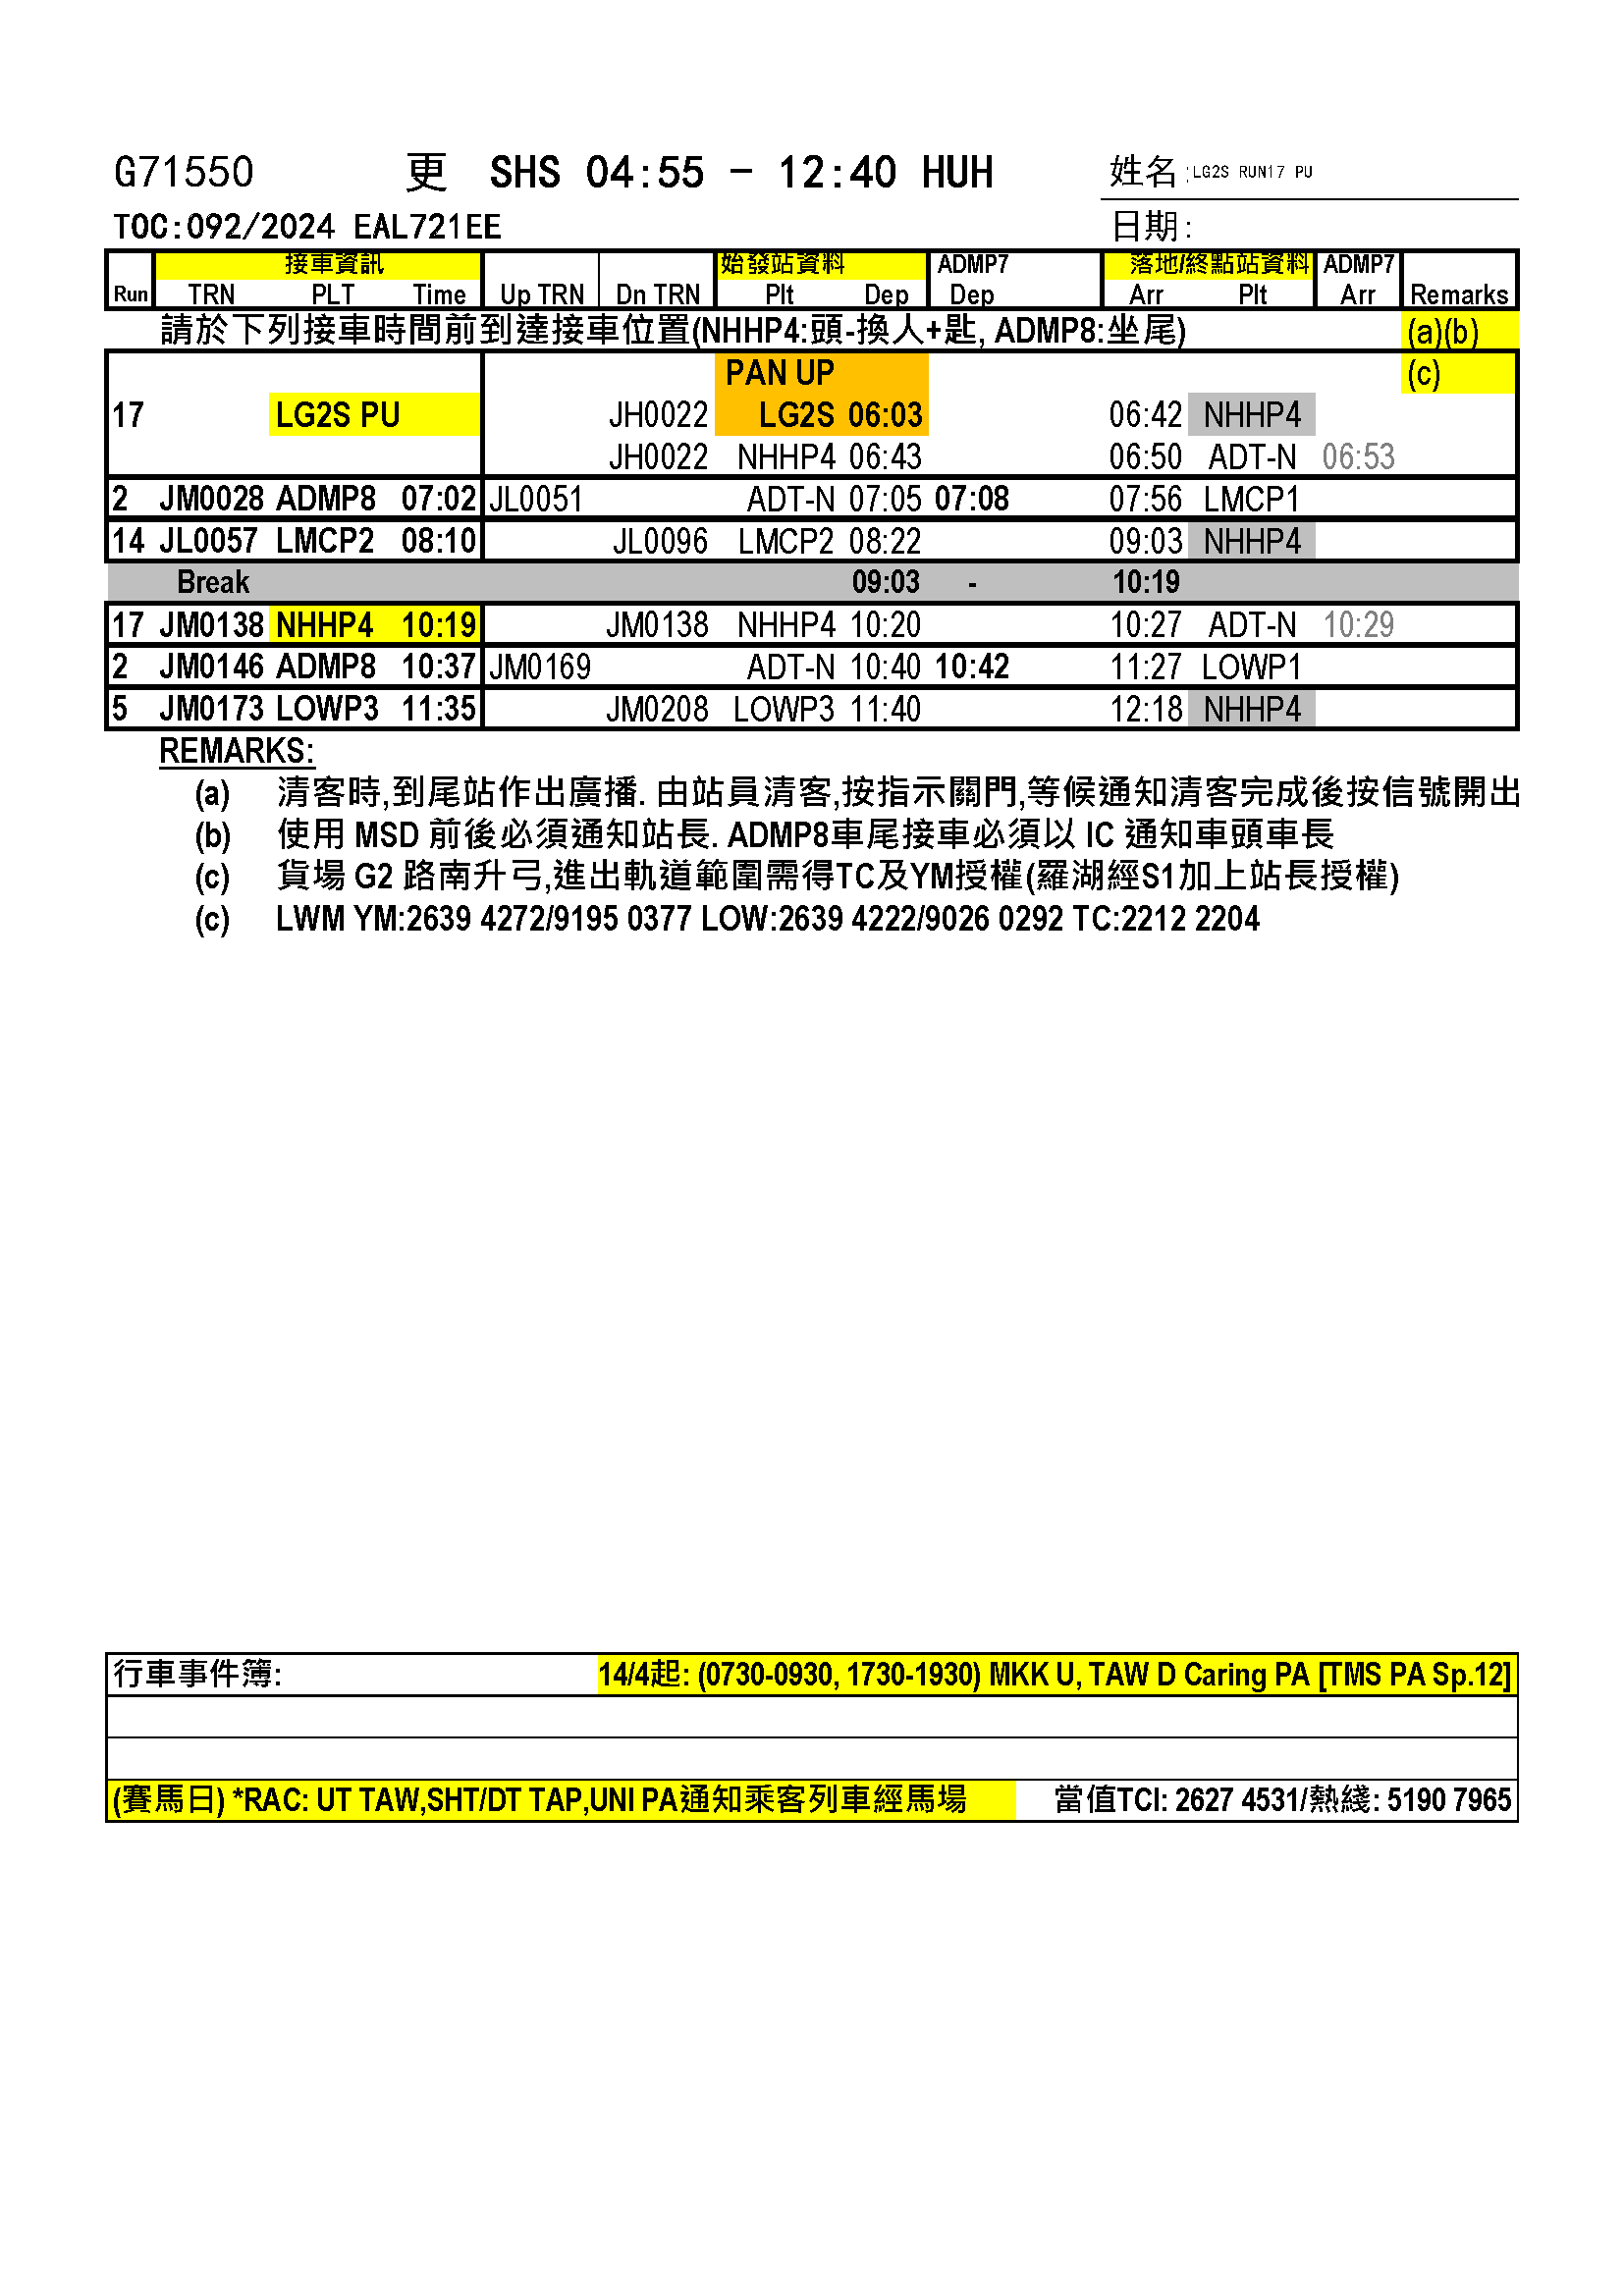 G71550 更 SHS 04:55 - 12:40 HUH 姓名:LG2S RUN17 PU
TOC:092/2024 EAL721EE 日期:
接車資訊 始發站資料 ADMP7 落地/終點站資料 ADMP7
Run TRN PLT Time Up TRN Dn TRN Plt Dep Dep Arr Plt Arr Remarks
請於下列接車時間前到達接車位置(NHHP4:頭-換人+匙, ADMP8:坐尾) (a)(b)
PAN UP (c)
17 LG2S PU JH0022 LG2S 06:03 06:42 NHHP4
JH0022 NHHP4 06:43 06:50 ADT-N 06:53
2 JM0028 ADMP8 07:02 JL0051 ADT-N 07:05 07:08 07:56 LMCP1
14 JL0057 LMCP2 08:10 JL0096 LMCP2 08:22 09:03 NHHP4
Break 09:03 - 10:19
17 JM0138 NHHP4 10:19 JM0138 NHHP4 10:20 10:27 ADT-N 10:29
2 JM0146 ADMP8 10:37 JM0169 ADT-N 10:40 10:42 11:27 LOWP1
5 JM0173 LOWP3 11:35 JM0208 LOWP3 11:40 12:18 NHHP4
REMARKS:
(a) 清客時,到尾站作出廣播. 由站員清客,按指示關門,等候通知清客完成後按信號開出
(b) 使用 MSD 前後必須通知站長. ADMP8車尾接車必須以 IC 通知車頭車長
(c) 貨場 G2 路南升弓,進出軌道範圍需得TC及YM授權(羅湖經S1加上站長授權)
(c) LWM YM:2639 4272/9195 0377 LOW:2639 4222/9026 0292 TC:2212 2204
行車事件簿: 14/4起: (0730-0930, 1730-1930) MKK U, TAW D Caring PA [TMS PA Sp.12]
(賽馬日) *RAC: UT TAW,SHT/DT TAP,UNI PA通知乘客列車經馬場 當值TCI: 2627 4531/熱綫: 5190 7965